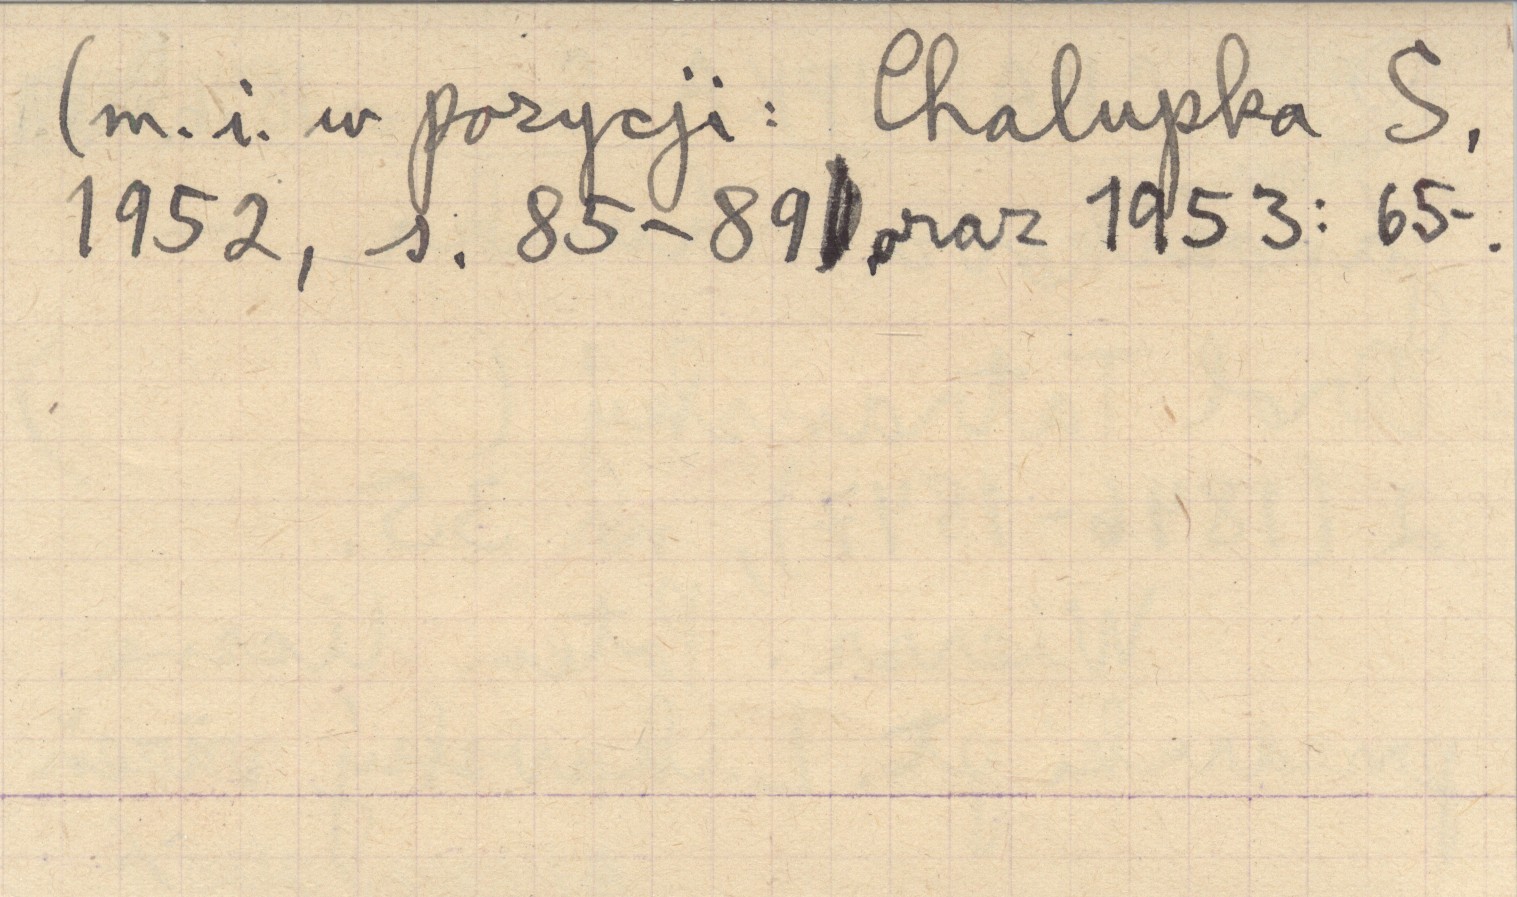 (m. i. w pozycji: Chalupka S,
1952, s. 85-89, oraz 1953: 65-.